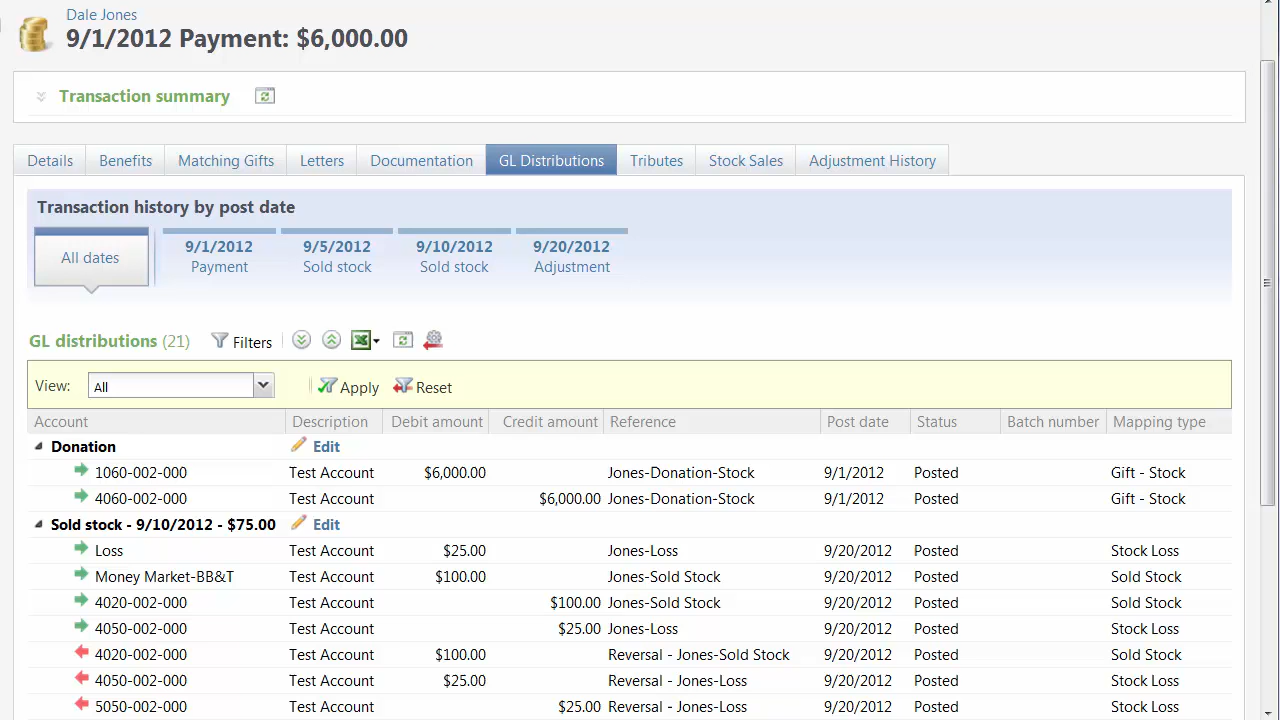 Dale Jones
9/1/2012 Payment: $6,000.00
Transaction summary
Details Benefits Matching Gifts Letters Documentation GL Distributions Tributes Stock Sales Adjustment History
Transaction history by post date
All dates
9/1/2012 9/5/2012 9/10/2012 9/20/2012
Payment Sold stock Sold stock Adjustment
GL distributions (21) Filters
View: All Apply Reset
Account Description Debit amount Credit amount Reference Post date Status Batch number Mapping type
Donation Edit
1060-002-000 Test Account $6,000.00 Jones-Donation-Stock 9/1/2012 Posted Gift - Stock
4060-002-000 Test Account $6,000.00 Jones-Donation-Stock 9/1/2012 Posted Gift - Stock
Sold stock - 9/10/2012 - $75.00 Edit
Loss Test Account $25.00 Jones-Loss 9/20/2012 Posted Stock Loss
Money Market-BB&T Test Account $100.00 Jones-Sold Stock 9/20/2012 Posted Sold Stock
4020-002-000 Test Account $100.00 Jones-Sold Stock 9/20/2012 Posted Sold Stock
4050-002-000 Test Account $25.00 Jones-Loss 9/20/2012 Posted Stock Loss
4020-002-000 Test Account $100.00 Reversal - Jones-Sold Stock 9/20/2012 Posted Sold Stock
4050-002-000 Test Account $25.00 Reversal - Jones-Loss 9/20/2012 Posted Stock Loss
5050-002-000 Test Account $25.00 Reversal - Jones-Loss 9/20/2012 Posted Stock Loss